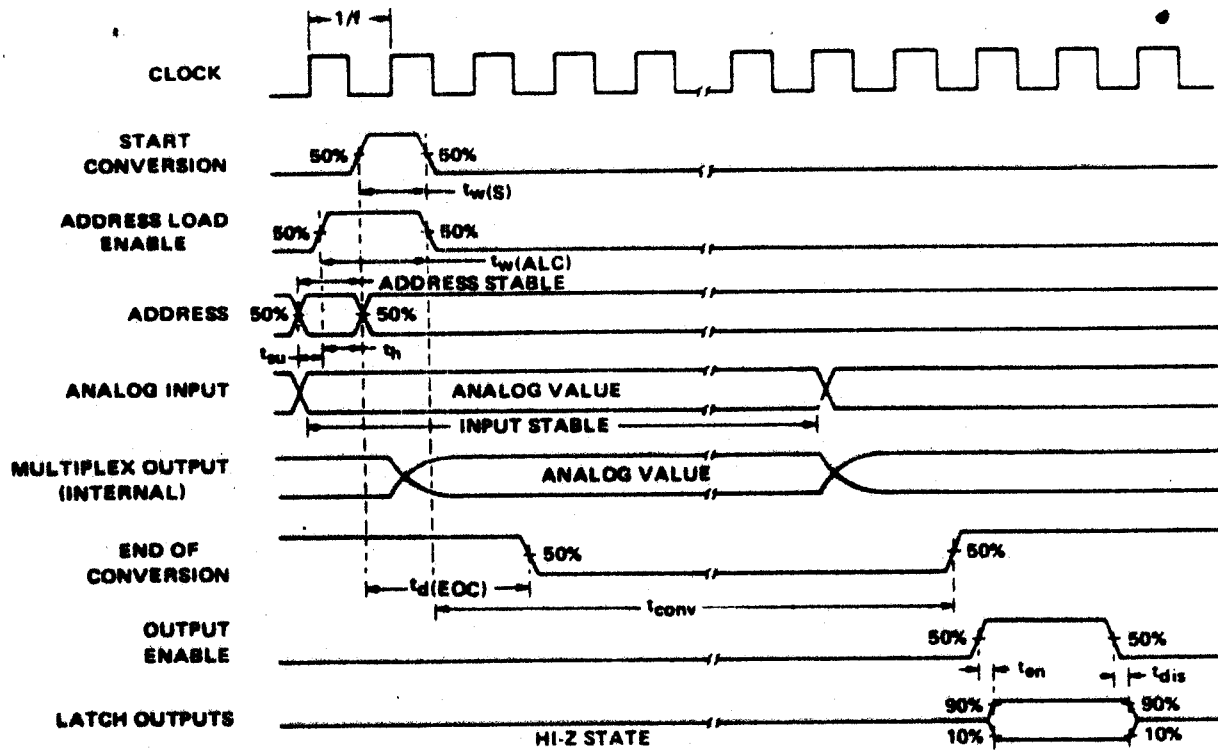 1/f
CLOCK
START
CONVERSION
50%
50%
tw(S)
ADDRESS LOAD
ENABLE
50%
50%
tw(ALC)
ADDRESS STABLE
ADDRESS
50%
50%
tsu
th
ANALOG INPUT
ANALOG VALUE
INPUT STABLE
MULTIPLEX OUTPUT
(INTERNAL)
ANALOG VALUE
END OF
CONVERSION
50%
50%
td(EOC)
tconv
OUTPUT
ENABLE
50%
50%
ten
tdis
LATCH OUTPUTS
90%
90%
10%
10%
HI-Z STATE